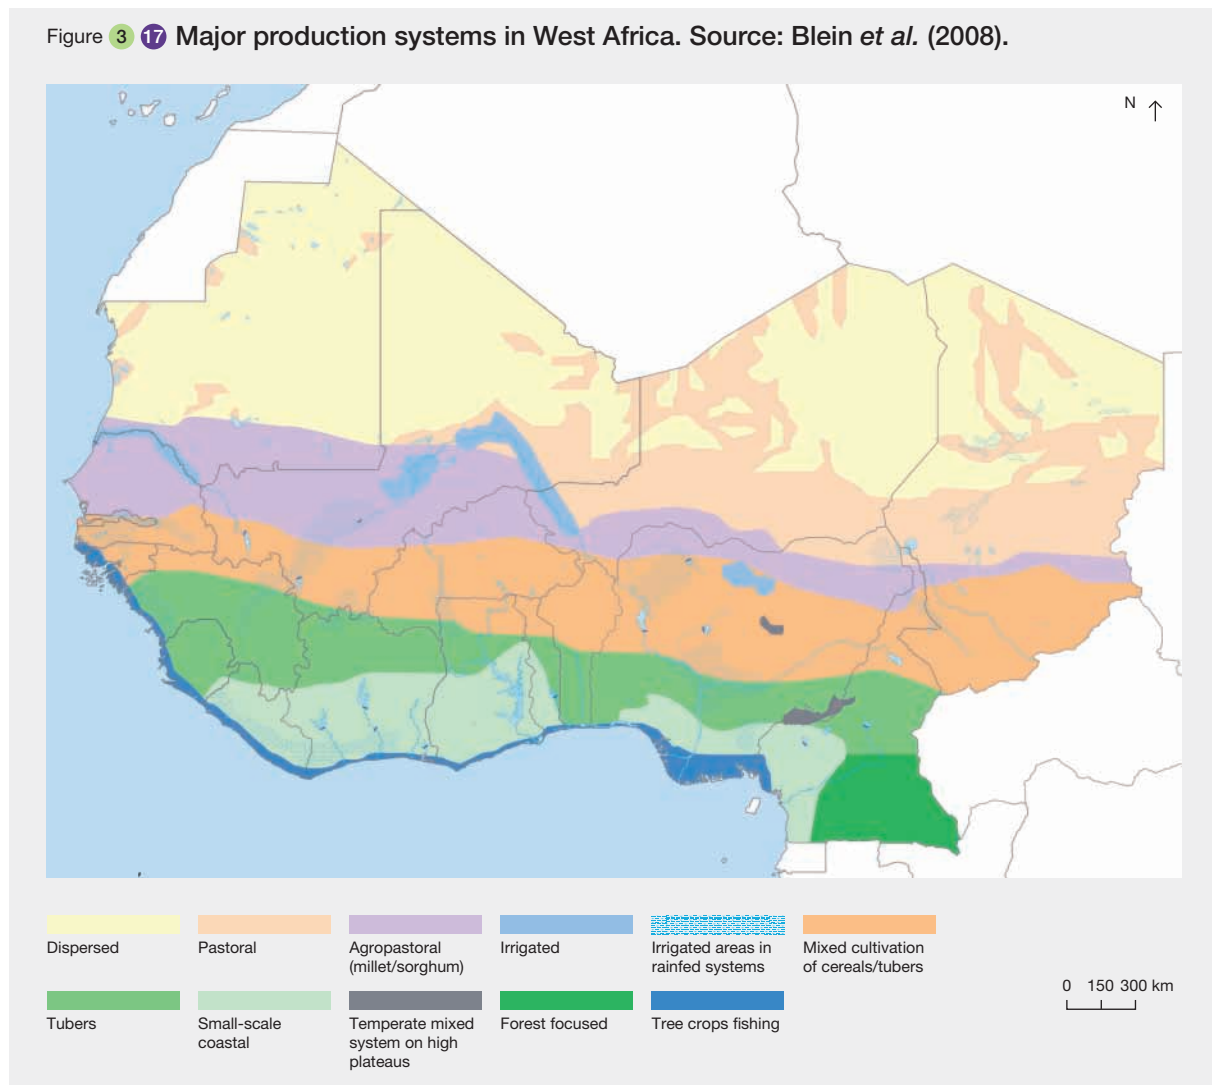 Figure 3 17 Major production systems in West Africa. Source: Blein et al. (2008).
N
Dispersed
Pastoral
Agropastoral
(millet/sorghum)
Irrigated
Irrigated areas in
rainfed systems
Mixed cultivation
of cereals/tubers
0 150 300 km
Tubers
Small-scale
coastal
Temperate mixed
system on high
plateaus
Forest focused
Tree crops fishing